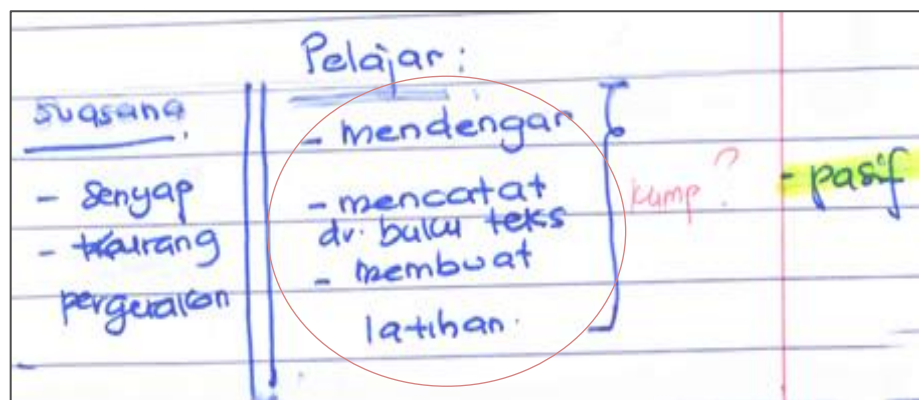 Pelajar:
suasana
- senyap
- kurang
pergerakan
- mendengar
- mencatat
dr. buku teks
- membuat
latihan.
kump?
- pasif